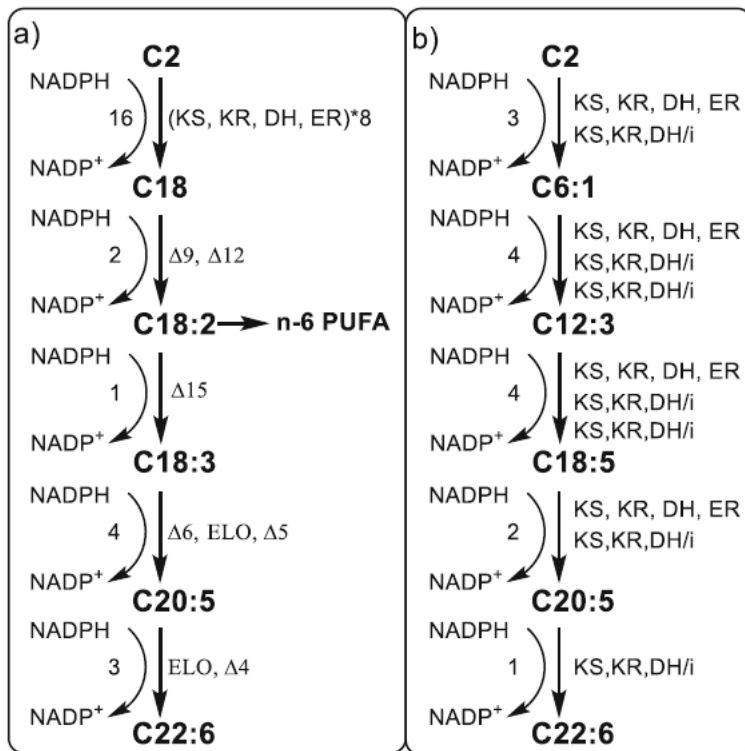 a)
C2
NADPH
16
(KS, KR, DH, ER)*8
NADP+
C18
NADPH
2
Δ9, Δ12
NADP+
C18:2
n-6 PUFA
NADPH
1
Δ15
NADP+
C18:3
NADPH
4
Δ6, ELO, Δ5
NADP+
C20:5
NADPH
3
ELO, Δ4
NADP+
C22:6
b)
C2
NADPH
3
KS, KR, DH, ER
KS,KR,DH/i
NADP+
C6:1
NADPH
4
KS, KR, DH, ER
KS,KR,DH/i
KS,KR,DH/i
NADP+
C12:3
NADPH
4
KS, KR, DH, ER
KS,KR,DH/i
KS,KR,DH/i
NADP+
C18:5
NADPH
2
KS, KR, DH, ER
KS,KR,DH/i
NADP+
C20:5
NADPH
1
KS,KR,DH/i
NADP+
C22:6